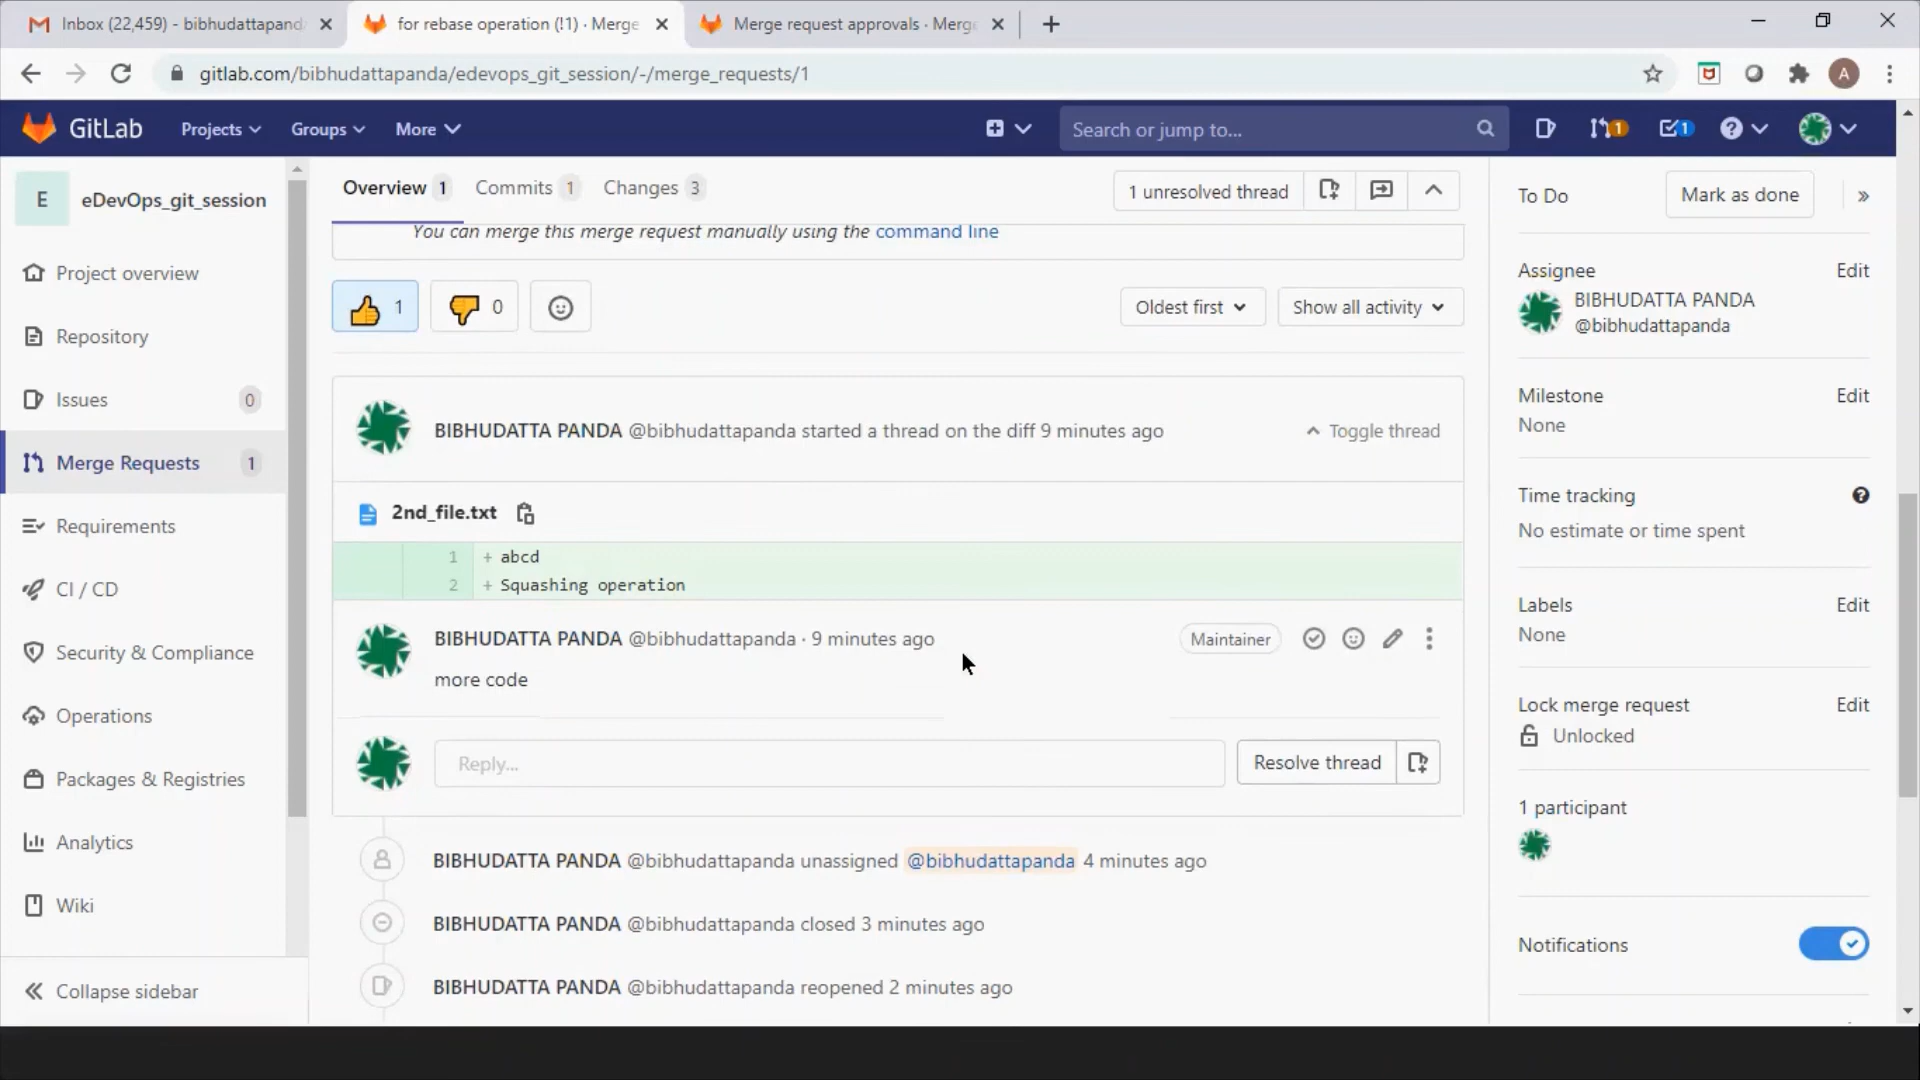 Inbox (22,459) - bibhudattapand
for rebase operation (!1) · Merge
Merge request approvals · Merg
gitlab.com/bibhudattapanda/edevops_git_session/-/merge_requests/1
A
GitLab
Projects
Groups
More
Search or jump to...
1
1
E
eDevOps_git_session
Project overview
Repository
Issues 0
Merge Requests 1
Requirements
CI / CD
Security & Compliance
Operations
Packages & Registries
Analytics
Wiki
Collapse sidebar
Overview 1
Commits 1
Changes 3
1 unresolved thread
You can merge this merge request manually using the command line
1
0
Oldest first
Show all activity
BIBHUDATTA PANDA @bibhudattapanda started a thread on the diff 9 minutes ago
Toggle thread
2nd_file.txt
1 + abcd
2 + Squashing operation
BIBHUDATTA PANDA @bibhudattapanda · 9 minutes ago
Maintainer
more code
Reply...
Resolve thread
BIBHUDATTA PANDA @bibhudattapanda unassigned @bibhudattapanda 4 minutes ago
BIBHUDATTA PANDA @bibhudattapanda closed 3 minutes ago
BIBHUDATTA PANDA @bibhudattapanda reopened 2 minutes ago
To Do
Mark as done
Assignee
Edit
BIBHUDATTA PANDA
@bibhudattapanda
Milestone
Edit
None
Time tracking
No estimate or time spent
Labels
Edit
None
Lock merge request
Edit
Unlocked
1 participant
Notifications